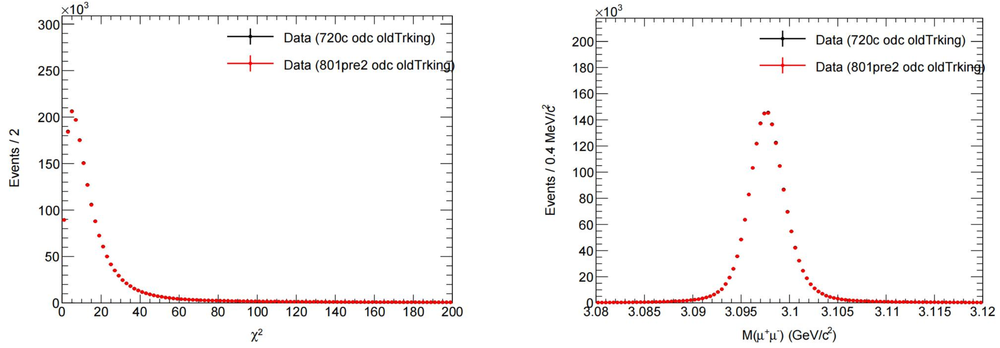 ×10³
300
250
200
150
100
50
0
Events / 2
Data (720c odc oldTrking)
Data (801pre2 odc oldTrking)
0 20 40 60 80 100 120 140 160 180 200
χ²
×10³
200
180
160
140
120
100
80
60
40
20
0
Events / 0.4 MeV/c²
Data (720c odc oldTrking)
Data (801pre2 odc oldTrking)
3.08 3.085 3.09 3.095 3.1 3.105 3.11 3.115 3.12
M(μ⁺μ⁻) (GeV/c²)